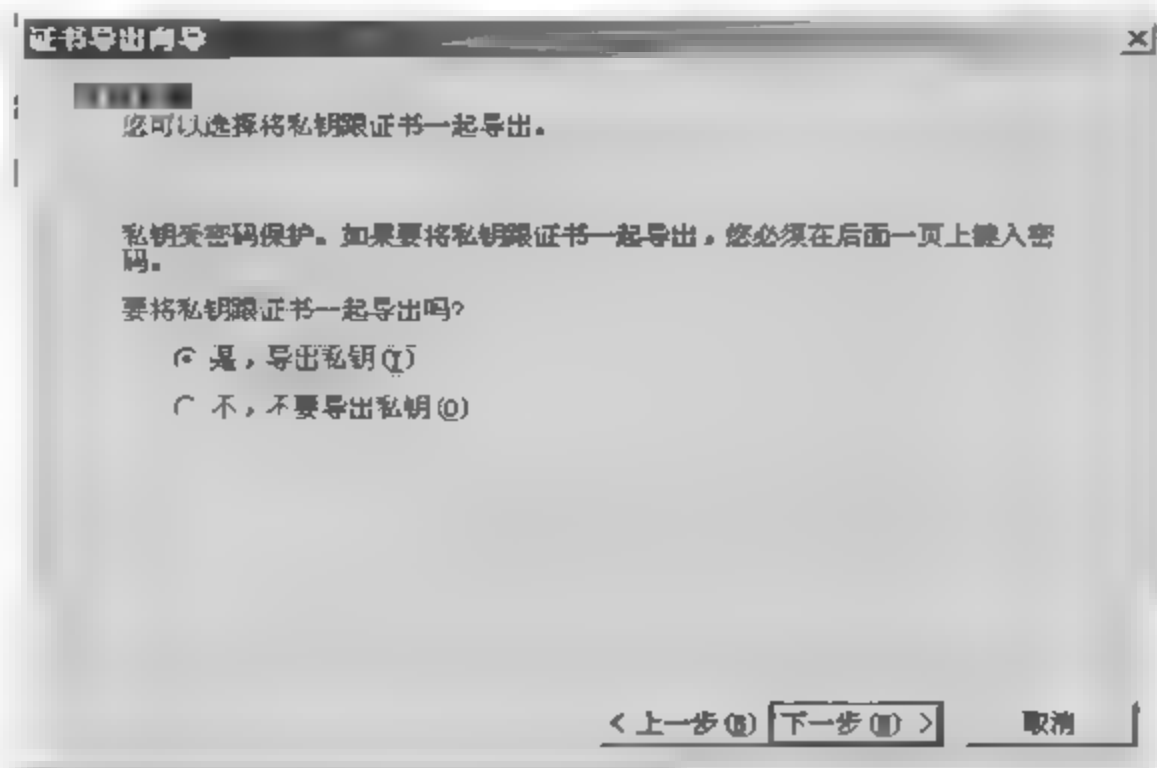 证书导出向导
您可以选择将私钥跟证书一起导出。
私钥受密码保护。如果要将私钥跟证书一起导出，您必须在后面一页上键入密
码。
要将私钥跟证书一起导出吗?
是，导出私钥(Y)
不，不要导出私钥(O)
< 上一步(B) 下一步(N) > 取消